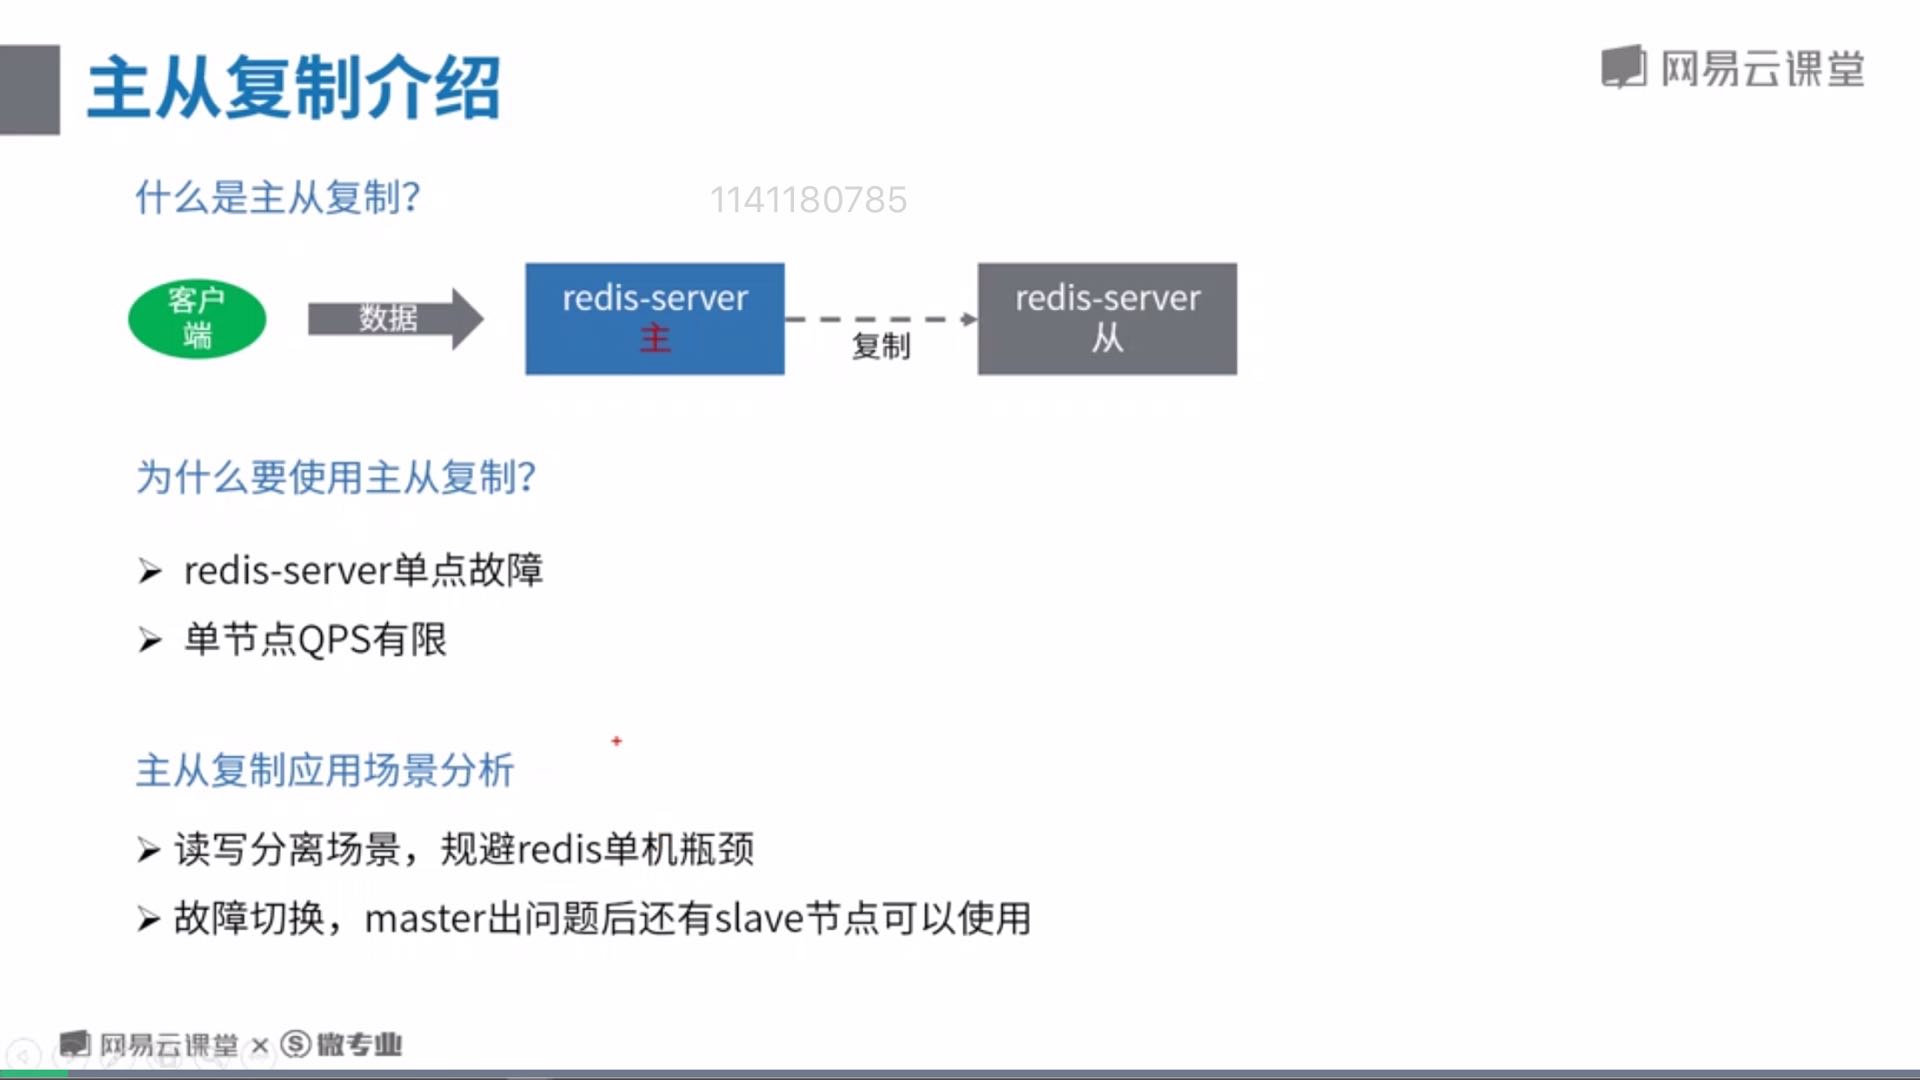 主从复制介绍
网易云课堂
什么是主从复制?
1141180785
客户
端
数据
redis-server
主
复制
redis-server
从
为什么要使用主从复制?
redis-server单点故障
单节点QPS有限
主从复制应用场景分析
读写分离场景，规避redis单机瓶颈
故障切换，master出问题后还有slave节点可以使用
网易云课堂 × S 微专业